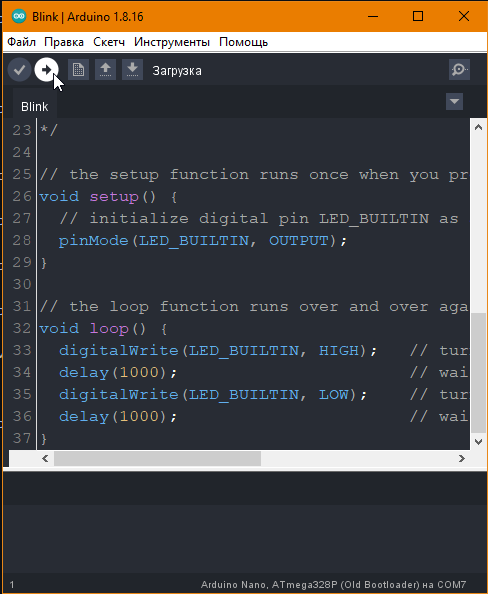 Blink | Arduino 1.8.16
Файл Правка Скетч Инструменты Помощь
Загрузка
Blink
23 */
24
25 // the setup function runs once when you pr
26 void setup() {
27   // initialize digital pin LED_BUILTIN as
28   pinMode(LED_BUILTIN, OUTPUT);
29 }
30
31 // the loop function runs over and over aga
32 void loop() {
33   digitalWrite(LED_BUILTIN, HIGH);   // tur
34   delay(1000);                       // wai
35   digitalWrite(LED_BUILTIN, LOW);    // tur
36   delay(1000);                       // wai
37 }
1 Arduino Nano, ATmega328P (Old Bootloader) на COM7